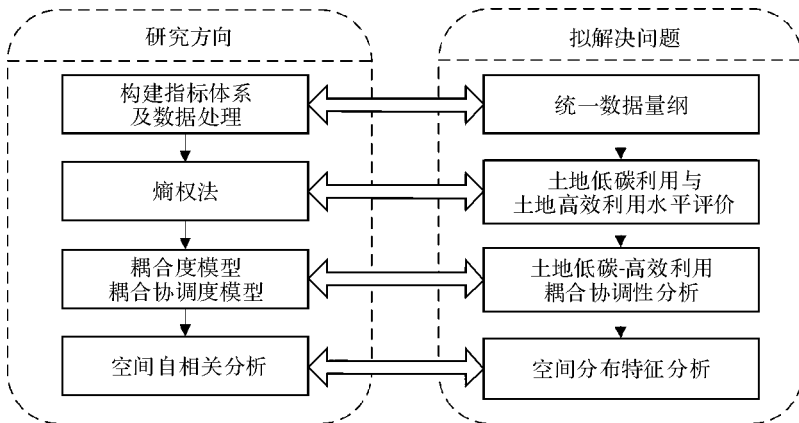 研究方向
拟解决问题
构建指标体系
及数据处理
统一数据量纲
熵权法
土地低碳利用与
土地高效利用水平评价
耦合度模型
耦合协调度模型
土地低碳-高效利用
耦合协调性分析
空间自相关分析
空间分布特征分析